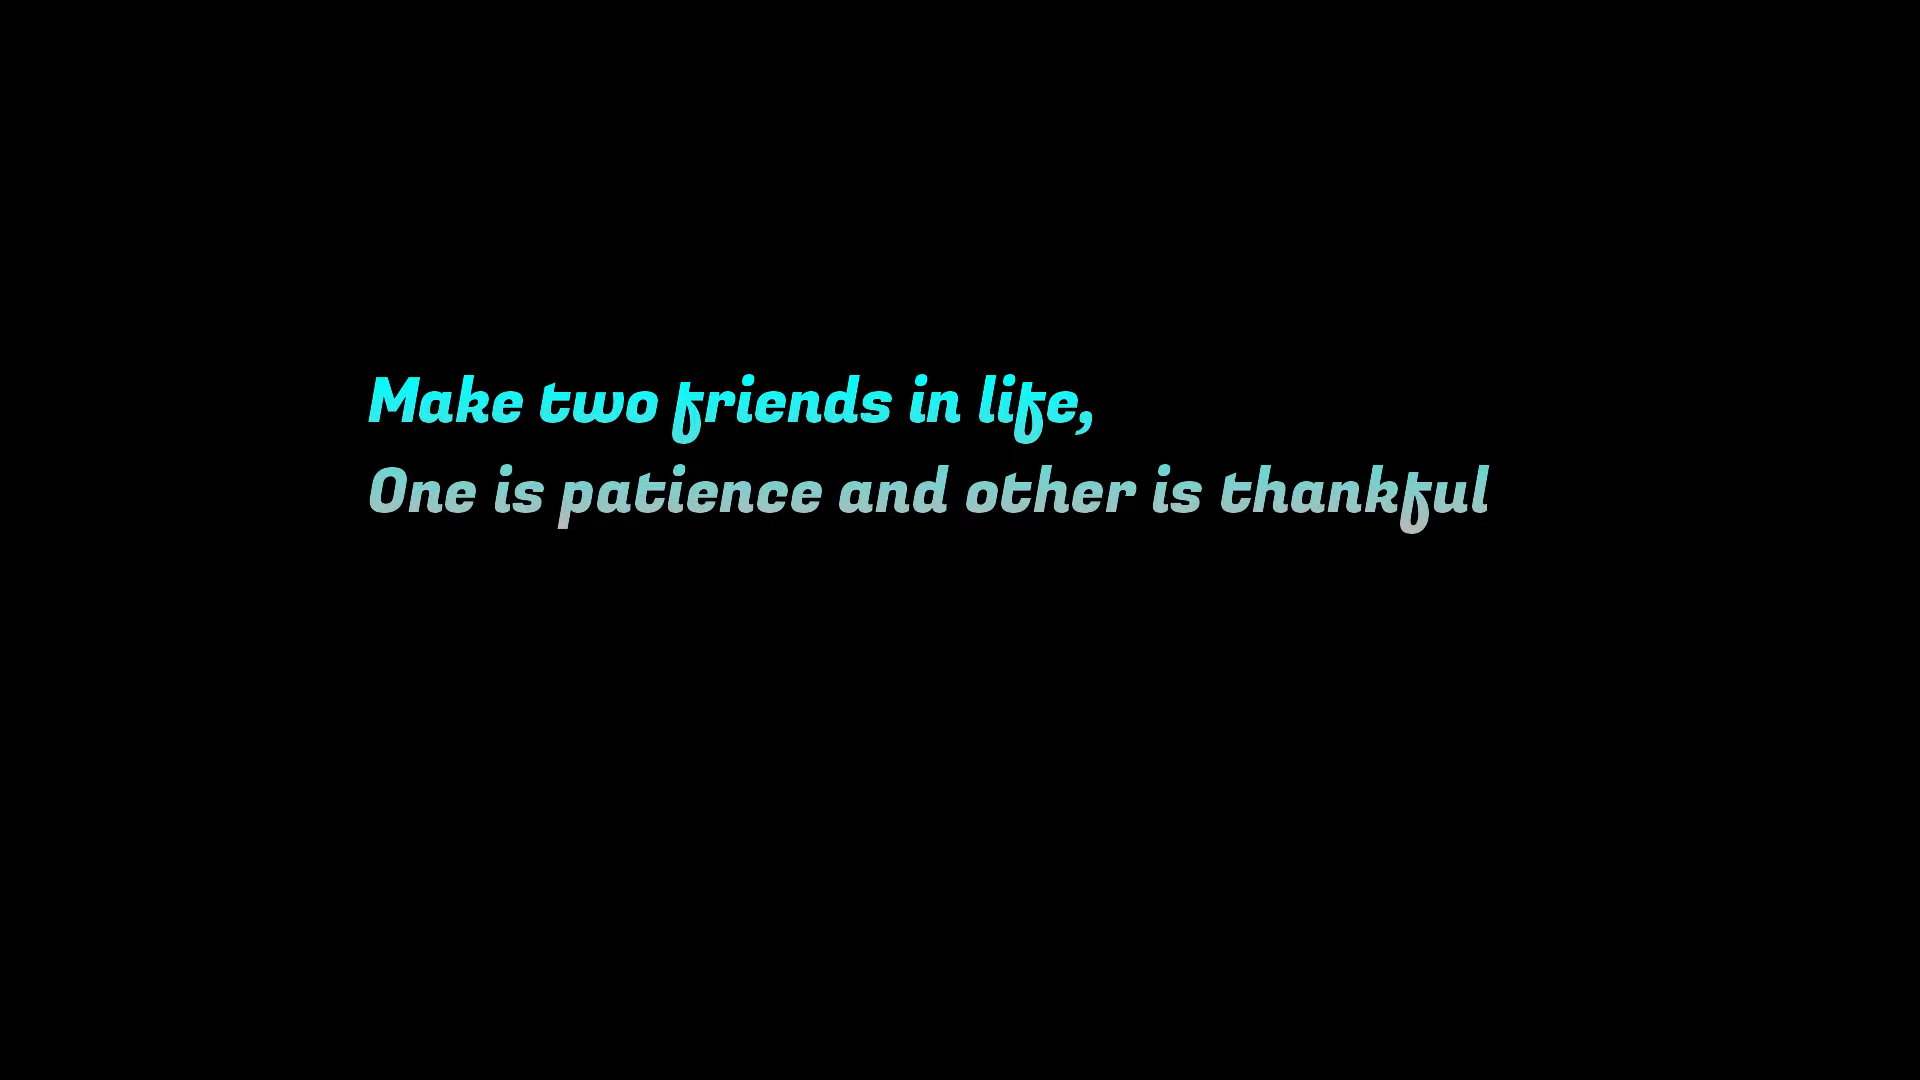 Make two friends in life,
One is patience and other is thankful